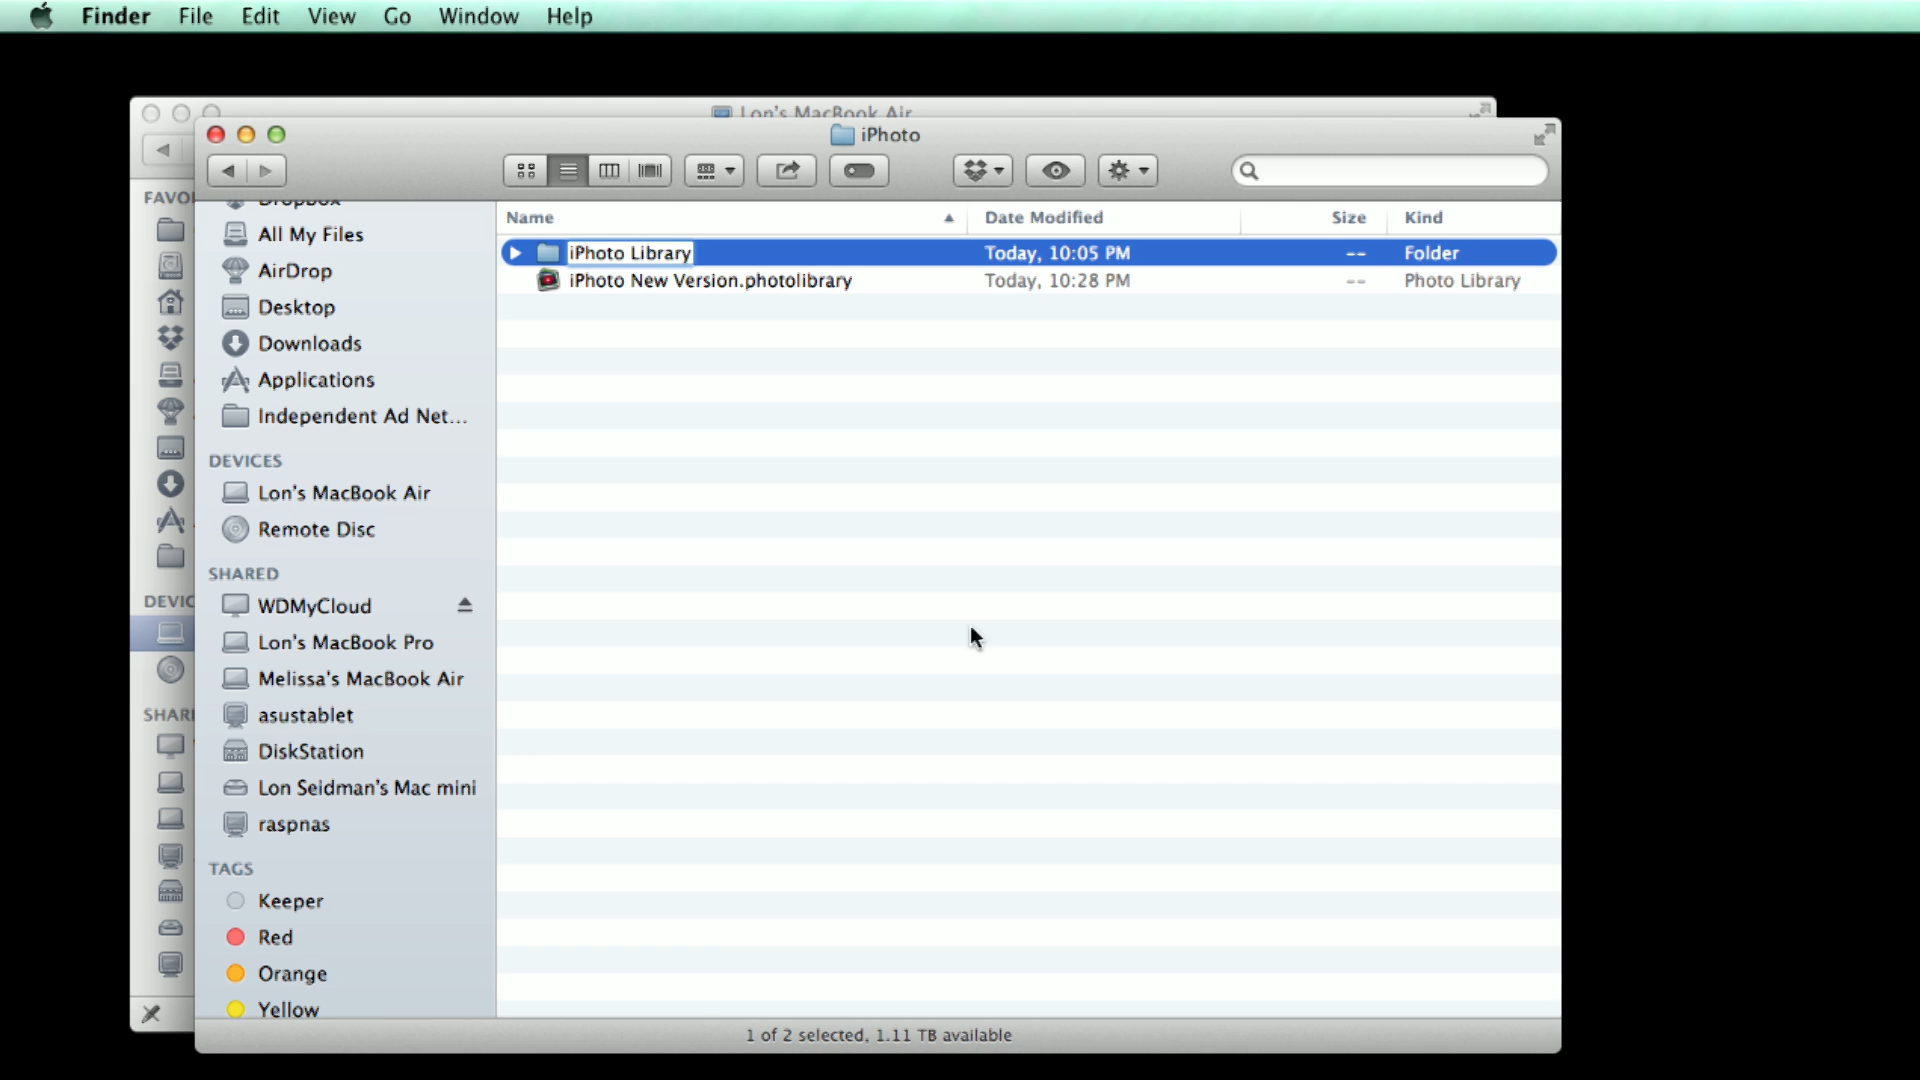 Finder File Edit View Go Window Help
Lon's MacBook Air
iPhoto
FAVO
Dropbox
All My Files
AirDrop
Desktop
Downloads
Applications
Independent Ad Net...
DEVICES
Lon's MacBook Air
Remote Disc
SHARED
WDMyCloud
Lon's MacBook Pro
Melissa's MacBook Air
asustablet
DiskStation
Lon Seidman's Mac mini
raspnas
TAGS
Keeper
Red
Orange
Yellow
DEVIC
SHARI
Name Date Modified Size Kind
iPhoto Library Today, 10:05 PM -- Folder
iPhoto New Version.photolibrary Today, 10:28 PM -- Photo Library
1 of 2 selected, 1.11 TB available